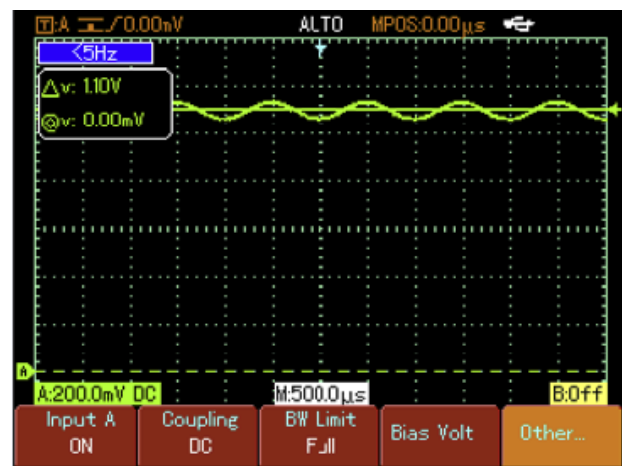 T:A 0.00mV ALTO MPOS:0.00µs
<5Hz
△v: 1.10V
@v: 0.00mV
A
A:200.0mV DC M:500.0µs B:Off
Input A Coupling BW Limit Bias Volt Other...
ON DC Full